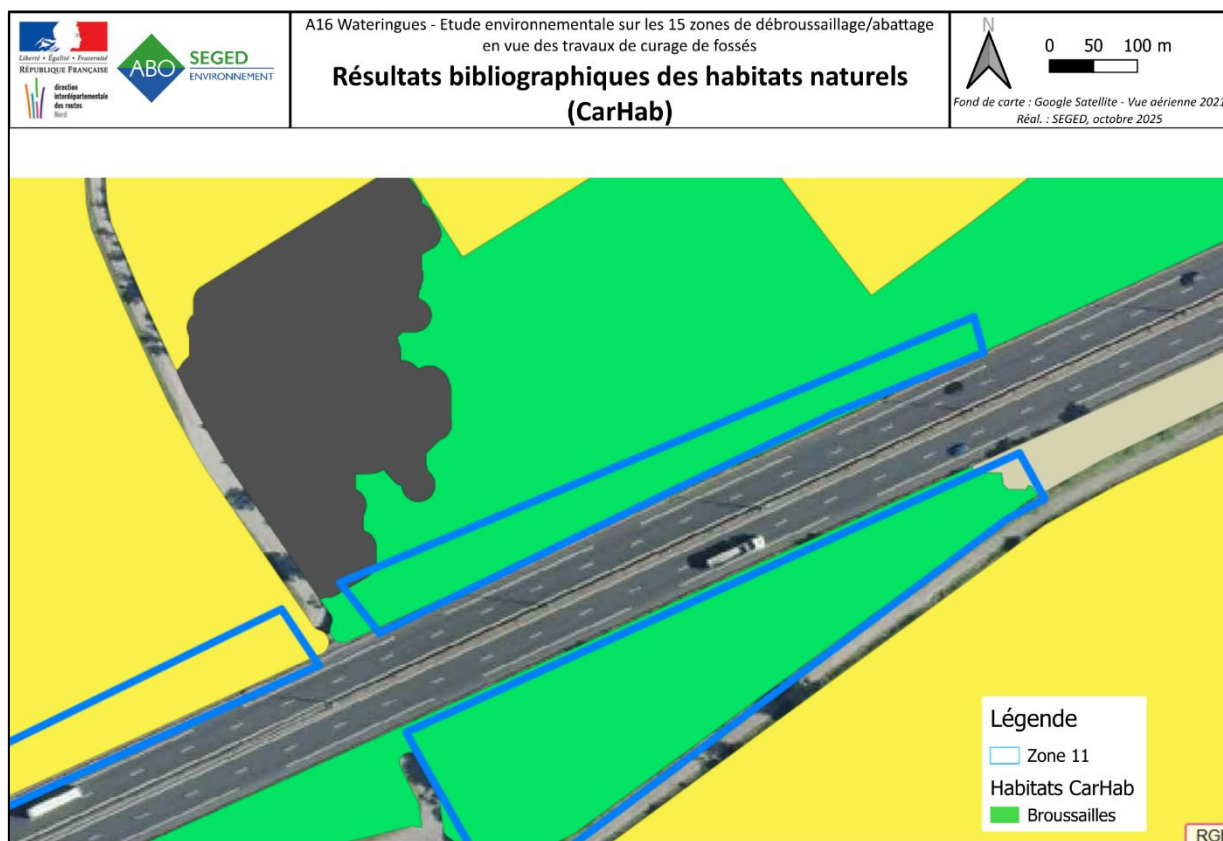 Liberté • Égalité • Fraternité
RÉPUBLIQUE FRANÇAISE
direction
interdépartementale
des routes
Nord
ABO
SEGED
ENVIRONNEMENT
A16 Wateringues - Etude environnementale sur les 15 zones de débroussaillage/abattage
en vue des travaux de curage de fossés
Résultats bibliographiques des habitats naturels
(CarHab)
N
0 50 100 m
Fond de carte : Google Satellite - Vue aérienne 2021
Réal. : SEGED, octobre 2025
Légende
Zone 11
Habitats CarHab
Broussailles